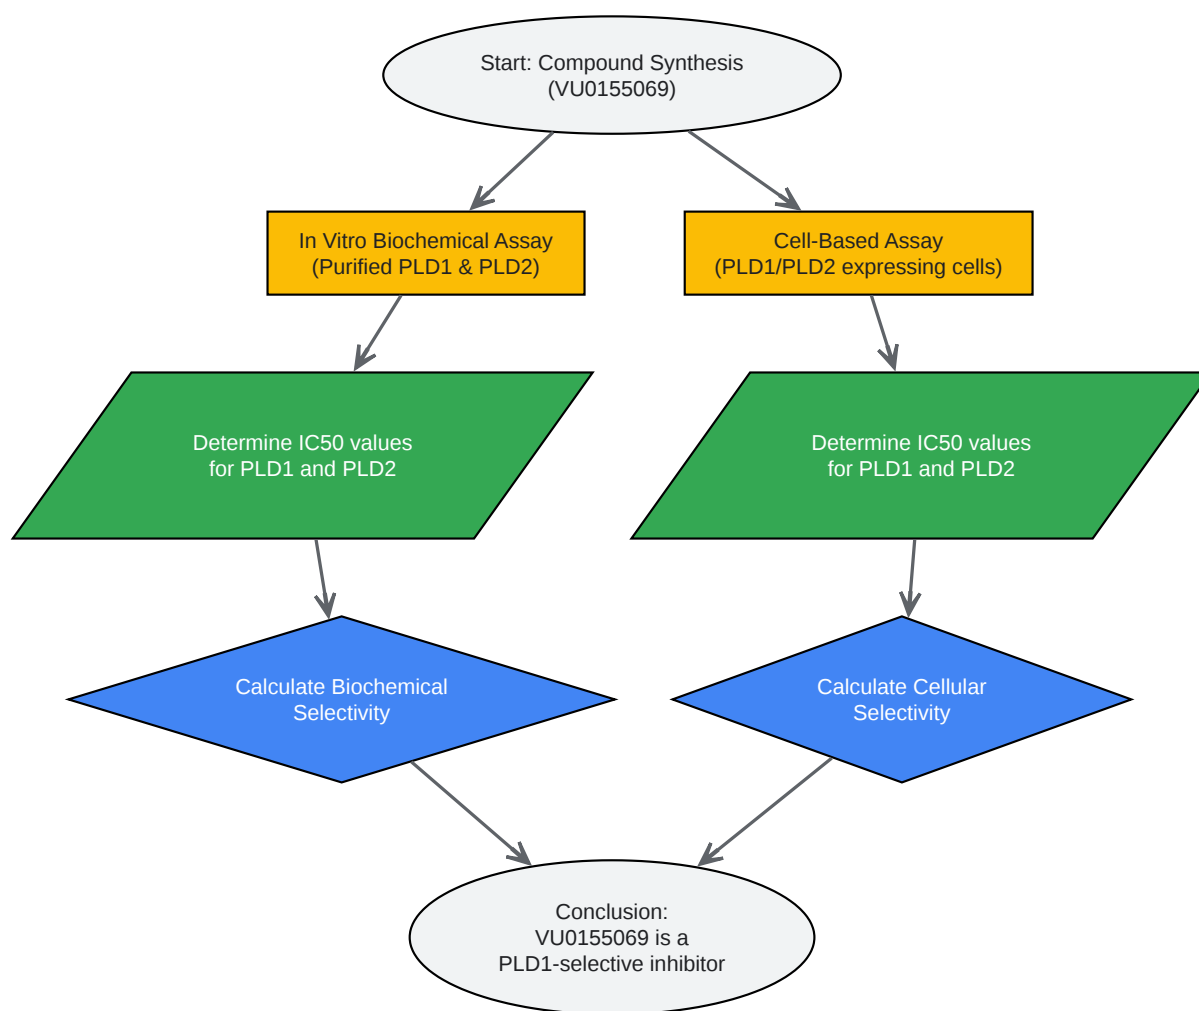 Start: Compound Synthesis
(VU0155069)
In Vitro Biochemical Assay
(Purified PLD1 & PLD2)
Cell-Based Assay
(PLD1/PLD2 expressing cells)
Determine IC50 values
for PLD1 and PLD2
Determine IC50 values
for PLD1 and PLD2
Calculate Biochemical
Selectivity
Calculate Cellular
Selectivity
Conclusion:
VU0155069 is a
PLD1-selective inhibitor